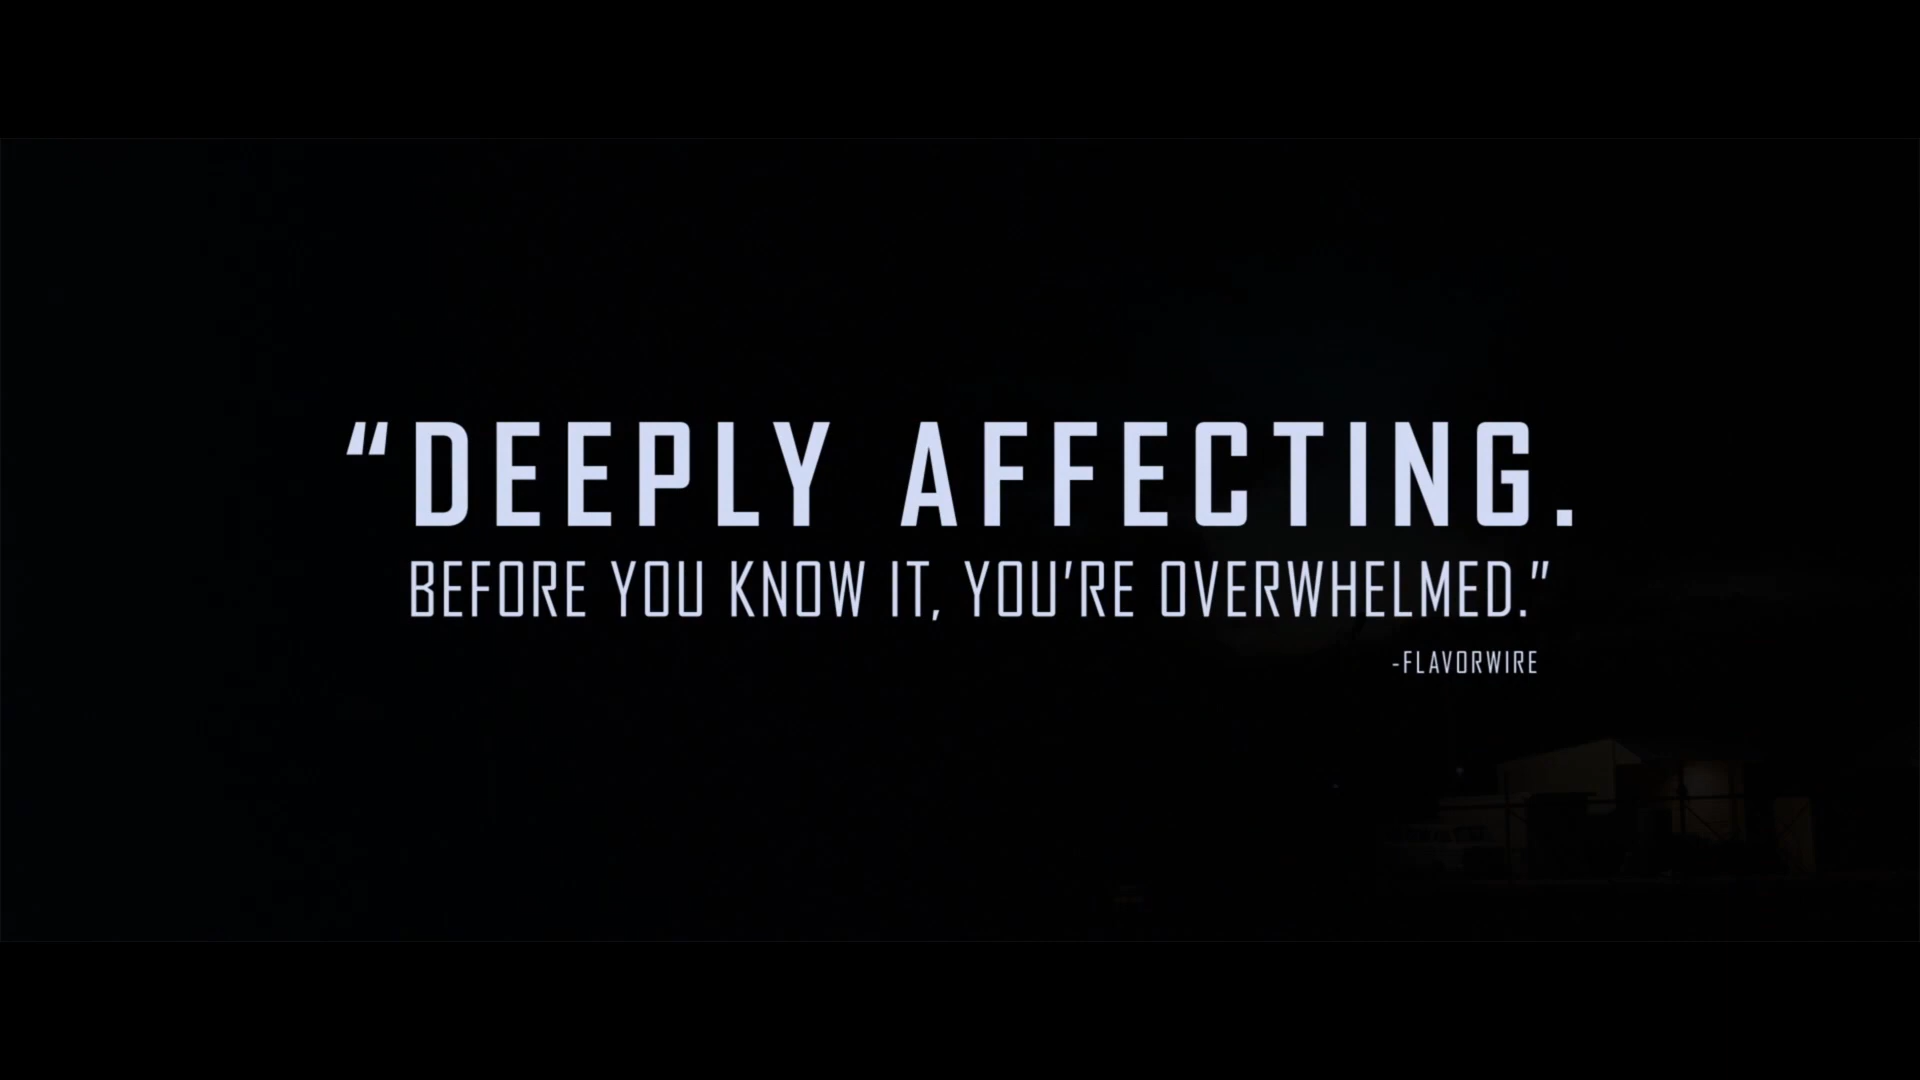 “DEEPLY AFFECTING.
BEFORE YOU KNOW IT, YOU’RE OVERWHELMED.”
-FLAVORWIRE